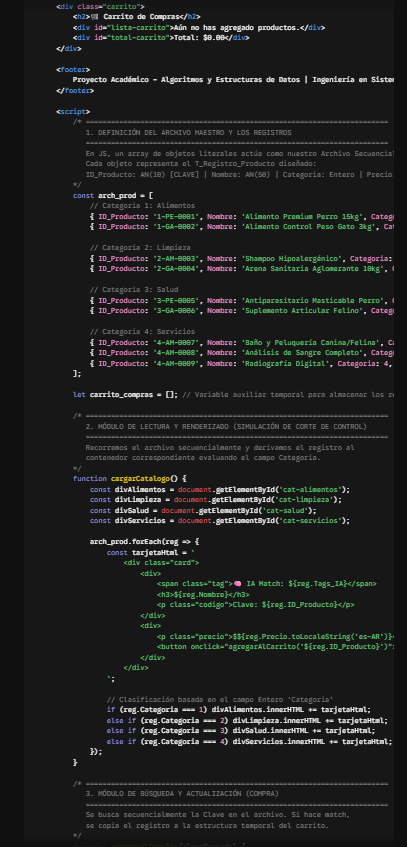 <div class="carrito">
<h2>🛒 Carrito de Compras</h2>
<div id="lista-carrito">Aún no has agregado productos.</div>
<div id="total-carrito">Total: $0.00</div>
</div>
<footer>
Proyecto Académico - Algoritmos y Estructuras de Datos | Ingeniería en Sistem
</footer>
<script>
/* ================================================================
1. DEFINICIÓN DEL ARCHIVO MAESTRO Y LOS REGISTROS
================================================================
En JS, un array de objetos literales actúa como nuestro Archivo Secuencial
Cada objeto representa el T_Registro_Producto diseñado:
ID_Producto: AN(10) [CLAVE] | Nombre: AN(50) | Categoria: Entero | Precio
*/
const arch_prod = [
// Categoría 1: Alimentos
{ ID_Producto: '1-PE-0001', Nombre: 'Alimento Premium Perro 15kg', Categ
{ ID_Producto: '1-GA-0002', Nombre: 'Alimento Control Peso Gato 3kg', Ca
// Categoría 2: Limpieza
{ ID_Producto: '2-AM-0003', Nombre: 'Shampoo Hipoalergénico', Categoria:
{ ID_Producto: '2-GA-0004', Nombre: 'Arena Sanitaria Aglomerante 10kg', C
// Categoría 3: Salud
{ ID_Producto: '3-PE-0005', Nombre: 'Antiparasitario Masticable Perro', C
{ ID_Producto: '3-GA-0006', Nombre: 'Suplemento Articular Felino', Catego
// Categoría 4: Servicios
{ ID_Producto: '4-AM-0007', Nombre: 'Baño y Peluquería Canina/Felina', Ca
{ ID_Producto: '4-AM-0008', Nombre: 'Análisis de Sangre Completo', Catego
{ ID_Producto: '4-AM-0009', Nombre: 'Radiografía Digital', Categoria: 4,
];
let carrito_compras = []; // Variable auxiliar temporal para almacenar los re
/* ================================================================
2. MÓDULO DE LECTURA Y RENDERIZADO (SIMULACIÓN DE CORTE DE CONTROL)
================================================================
Recorremos el archivo secuencialmente y derivamos el registro al
contenedor correspondiente evaluando el campo Categoria.
*/
function cargarCatalogo() {
const divAlimentos = document.getElementById('cat-alimentos');
const divLimpieza = document.getElementById('cat-limpieza');
const divSalud = document.getElementById('cat-salud');
const divServicios = document.getElementById('cat-servicios');
arch_prod.forEach(reg => {
const tarjetaHtml = `
<div class="card">
<div>
<span class="tag">🧠 IA Match: ${reg.Tags_IA}</span>
<h3>${reg.Nombre}</h3>
<p class="codigo">Clave: ${reg.ID_Producto}</p>
</div>
<div>
<p class="precio">$${reg.Precio.toLocaleString('es-AR')}<
<button onclick="agregarAlCarrito('${reg.ID_Producto}')">
</div>
</div>
`;
// Clasificación basada en el campo Entero 'Categoria'
if (reg.Categoria === 1) divAlimentos.innerHTML += tarjetaHtml;
else if (reg.Categoria === 2) divLimpieza.innerHTML += tarjetaHtml;
else if (reg.Categoria === 3) divSalud.innerHTML += tarjetaHtml;
else if (reg.Categoria === 4) divServicios.innerHTML += tarjetaHtml;
});
}
/* ================================================================
3. MÓDULO DE BÚSQUEDA Y ACTUALIZACIÓN (COMPRA)
================================================================
Se busca secuencialmente la Clave en el archivo. Si hace match,
se copia el registro a la estructura temporal del carrito.
*/